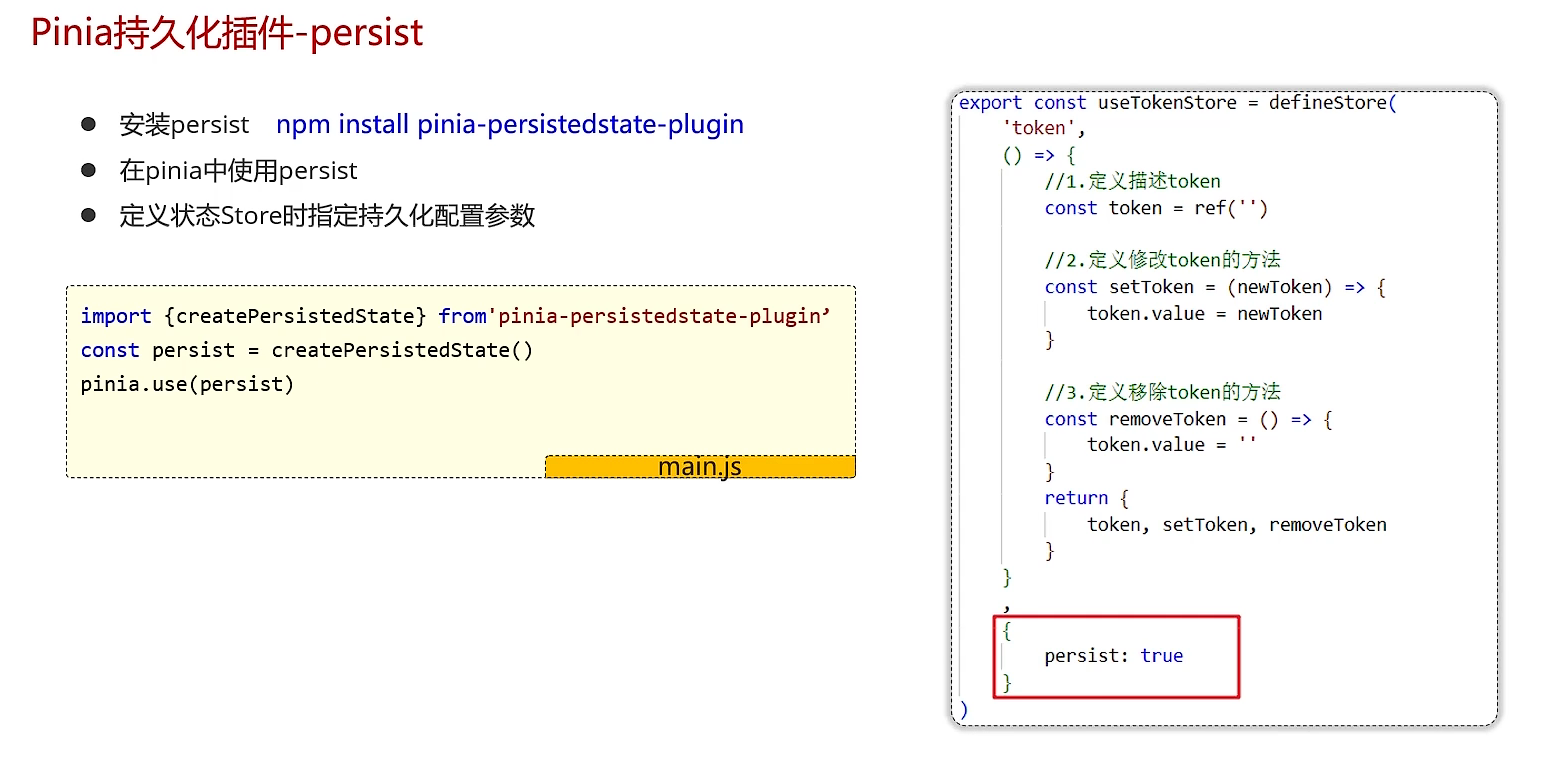 Pinia持久化插件-persist
● 安装persist npm install pinia-persistedstate-plugin
● 在pinia中使用persist
● 定义状态Store时指定持久化配置参数
import {createPersistedState} from'pinia-persistedstate-plugin’
const persist = createPersistedState()
pinia.use(persist)
main.js
export const useTokenStore = defineStore(
'token',
() => {
//1.定义描述token
const token = ref('')
//2.定义修改token的方法
const setToken = (newToken) => {
token.value = newToken
}
//3.定义移除token的方法
const removeToken = () => {
token.value = ''
}
return {
token, setToken, removeToken
}
}
,
{
persist: true
}
)